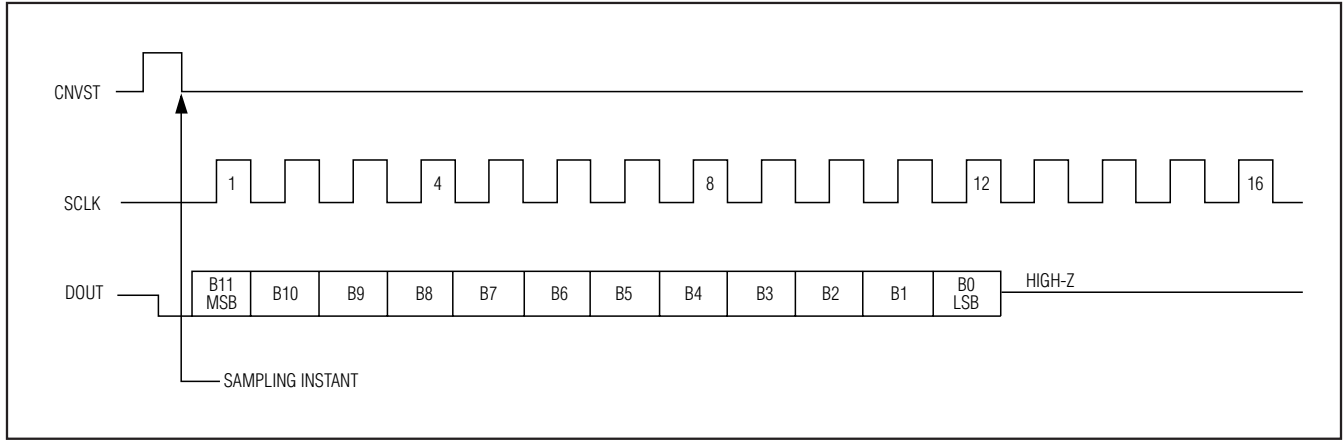 CNVST
SCLK
1
4
8
12
16
DOUT
B11
MSB
B10
B9
B8
B7
B6
B5
B4
B3
B2
B1
B0
LSB
HIGH-Z
SAMPLING INSTANT